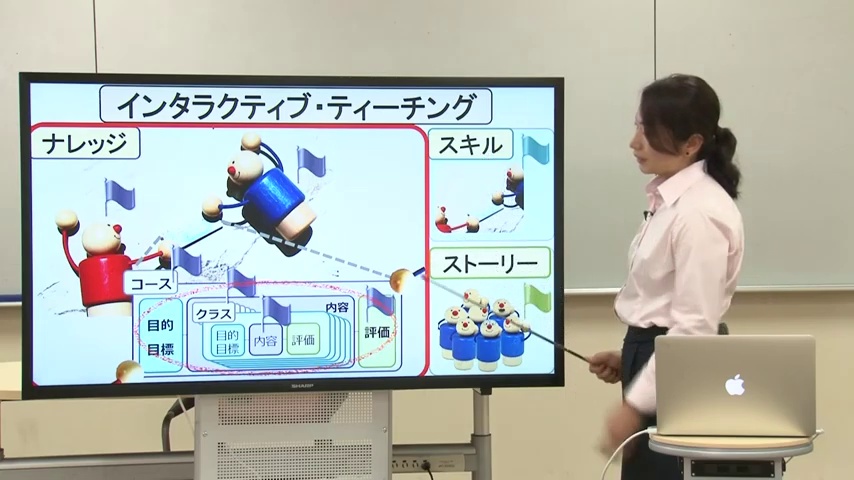 インタラクティブ・ティーチング
ナレッジ
スキル
ストーリー
コース
クラス
内容
目的
目標
目的
目標
内容
評価
評価
SHARP